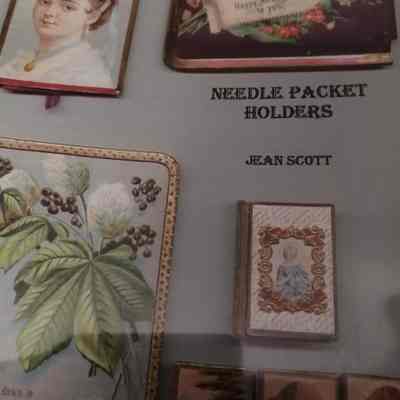 NEEDLE PACKET
HOLDERS
JEAN SCOTT